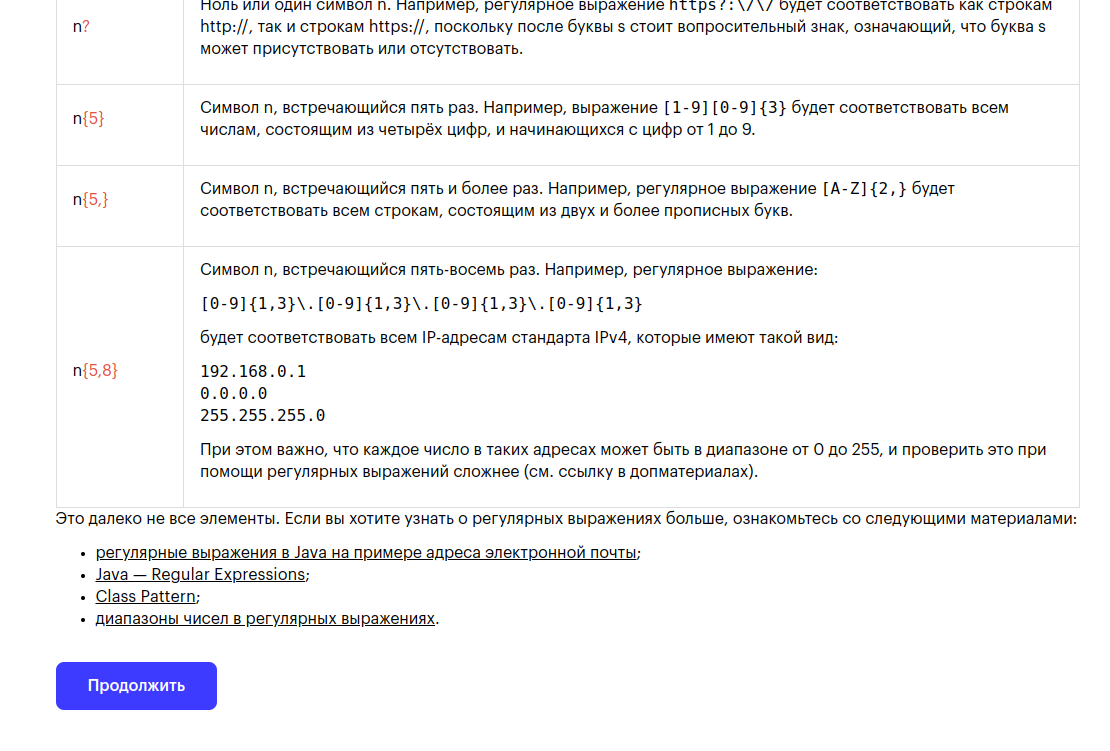 Ноль или один символ n. Например, регулярное выражение https?:\/\/ будет соответствовать как строкам
n?
http://, так и строкам https://, поскольку после буквы s стоит вопросительный знак, означающий, что буква s
может присутствовать или отсутствовать.
n{5}
Символ n, встречающийся пять раз. Например, выражение [1-9][0-9]{3} будет соответствовать всем
числам, состоящим из четырёх цифр, и начинающихся с цифр от 1 до 9.
n{5,}
Символ n, встречающийся пять и более раз. Например, регулярное выражение [A-Z]{2,} будет
соответствовать всем строкам, состоящим из двух и более прописных букв.
n{5,8}
Символ n, встречающийся пять-восемь раз. Например, регулярное выражение:
[0-9]{1,3}\.[0-9]{1,3}\.[0-9]{1,3}\.[0-9]{1,3}
будет соответствовать всем IP-адресам стандарта IPv4, которые имеют такой вид:
192.168.0.1
0.0.0.0
255.255.255.0
При этом важно, что каждое число в таких адресах может быть в диапазоне от 0 до 255, и проверить это при
помощи регулярных выражений сложнее (см. ссылку в допматериалах).
Это далеко не все элементы. Если вы хотите узнать о регулярных выражениях больше, ознакомьтесь со следующими материалами:
• регулярные выражения в Java на примере адреса электронной почты;
• Java — Regular Expressions;
• Class Pattern;
• диапазоны чисел в регулярных выражениях.
Продолжить